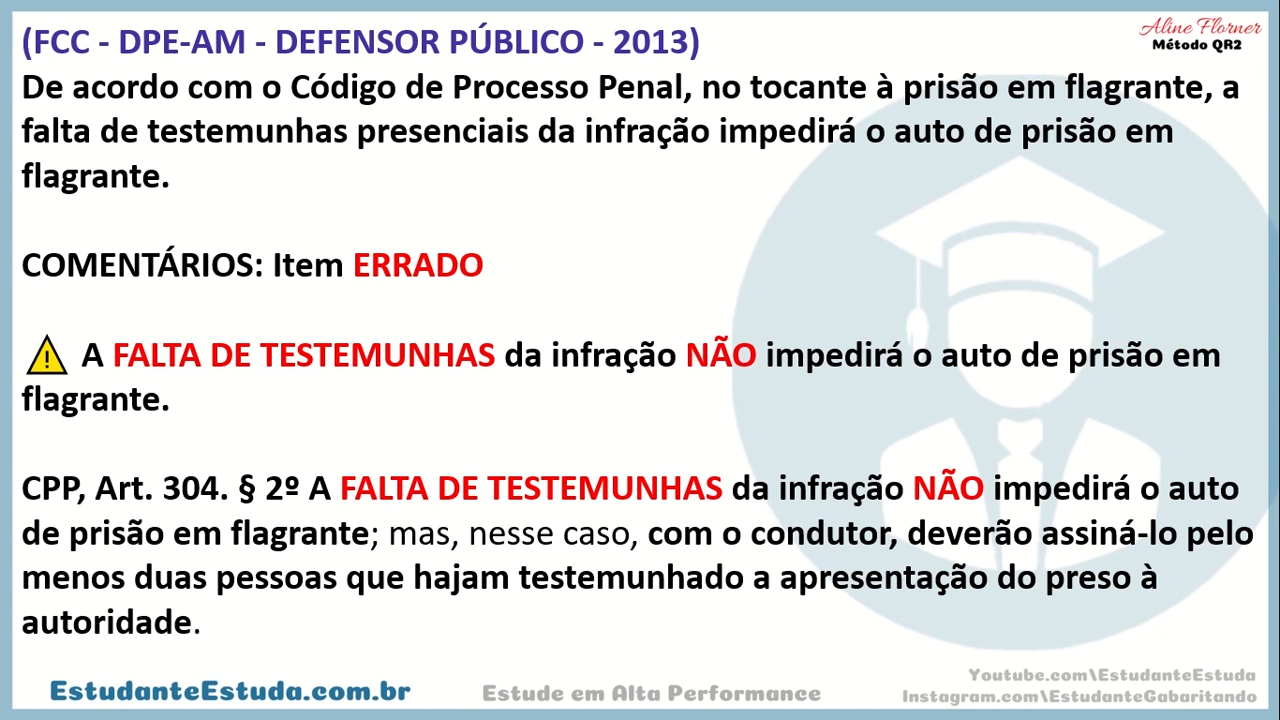 (FCC - DPE-AM - DEFENSOR PÚBLICO - 2013)
Aline Florner
Método QR2
De acordo com o Código de Processo Penal, no tocante à prisão em flagrante, a
falta de testemunhas presenciais da infração impedirá o auto de prisão em
flagrante.
COMENTÁRIOS: Item ERRADO
⚠ A FALTA DE TESTEMUNHAS da infração NÃO impedirá o auto de prisão em
flagrante.
CPP, Art. 304. § 2º A FALTA DE TESTEMUNHAS da infração NÃO impedirá o auto
de prisão em flagrante; mas, nesse caso, com o condutor, deverão assiná-lo pelo
menos duas pessoas que hajam testemunhado a apresentação do preso à
autoridade.
EstudanteEstuda.com.br
Estude em Alta Performance
Youtube.com\EstudanteEstuda
Instagram.com\EstudanteGabaritando